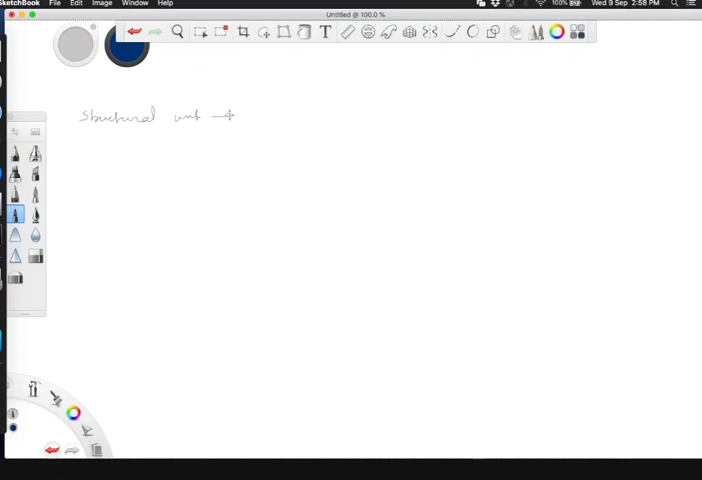 SketchBook File Edit Image Window Help 100% Wed 9 Sep 2:58 PM
Untitled @ 100.0 %
T
Structural unit →